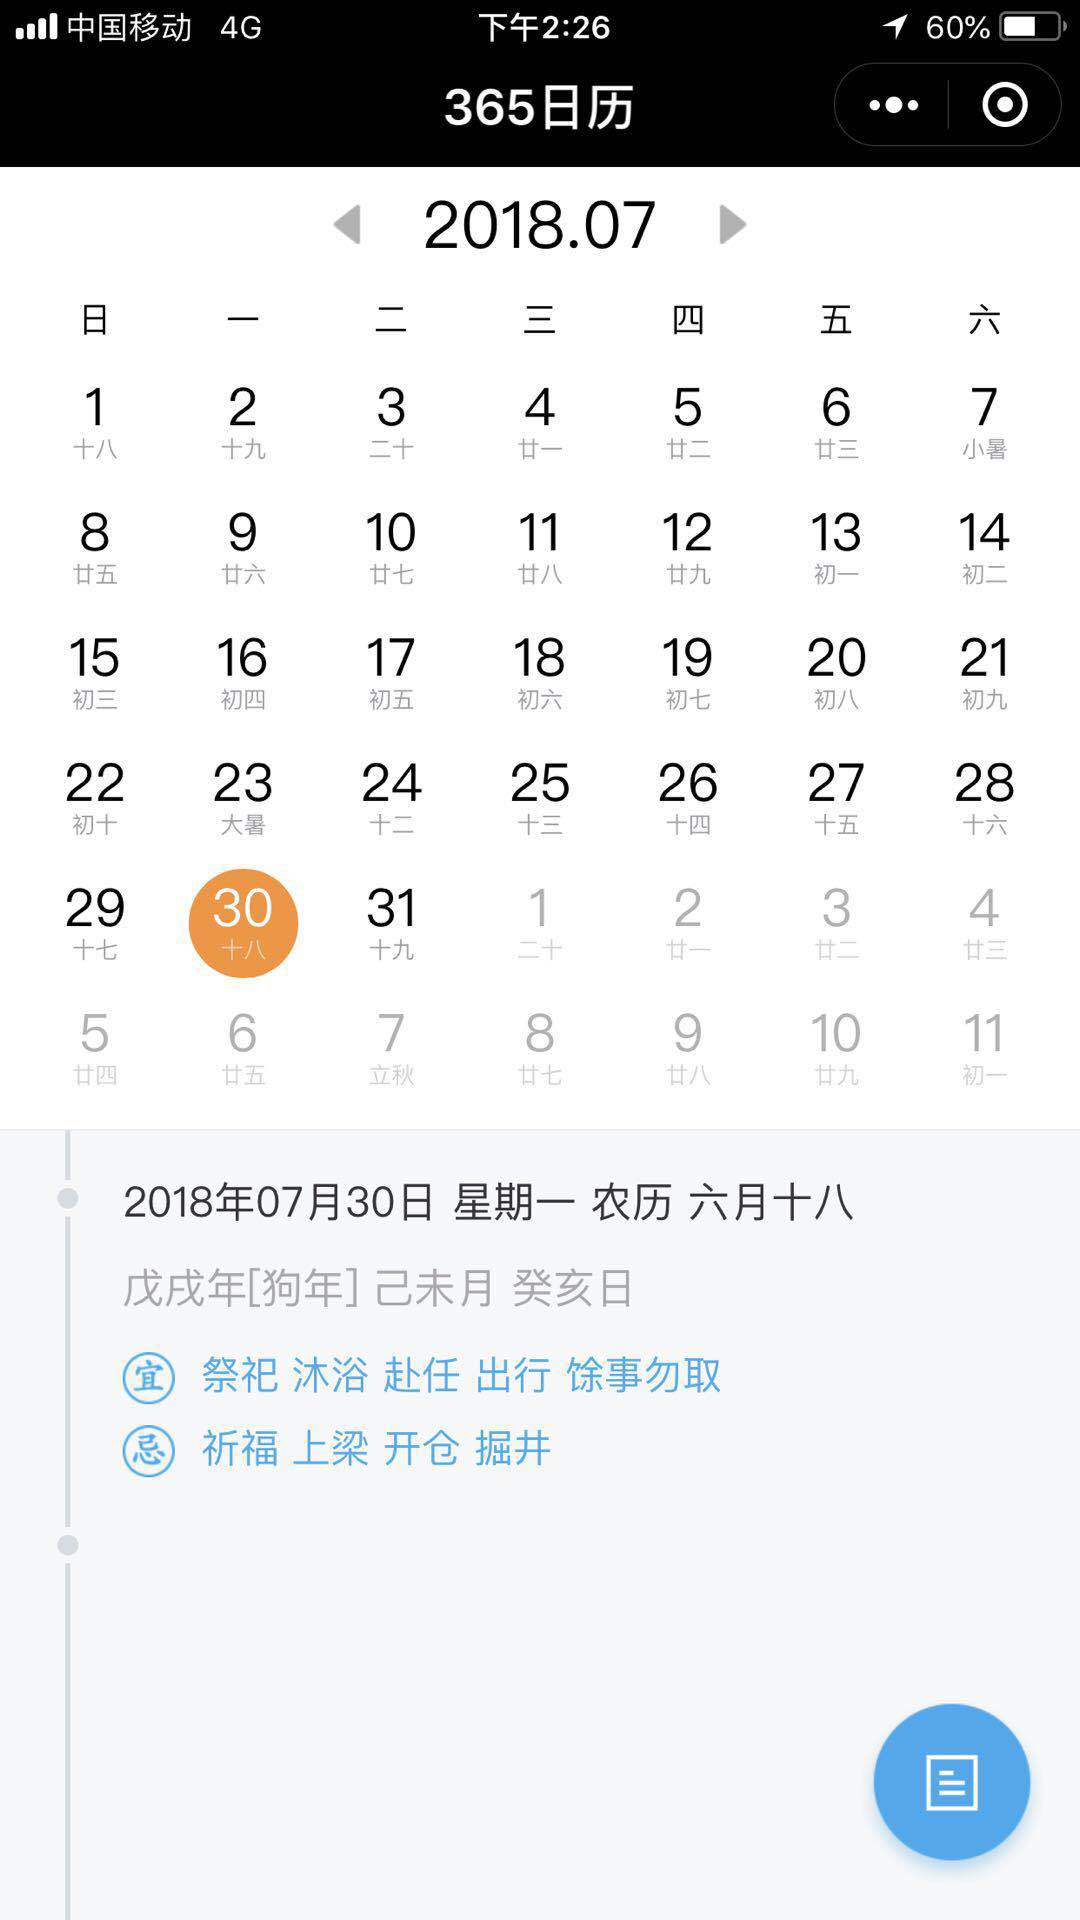 中国移动 4G 下午2:26 60%
365日历
2018.07
日 一 二 三 四 五 六
1 2 3 4 5 6 7
十八 十九 二十 廿一 廿二 廿三 小暑
8 9 10 11 12 13 14
廿五 廿六 廿七 廿八 廿九 初一 初二
15 16 17 18 19 20 21
初三 初四 初五 初六 初七 初八 初九
22 23 24 25 26 27 28
初十 大暑 十二 十三 十四 十五 十六
29 30 31 1 2 3 4
十七 十八 十九 二十 廿一 廿二 廿三
5 6 7 8 9 10 11
廿四 廿五 立秋 廿七 廿八 廿九 初一
2018年07月30日 星期一 农历 六月十八
戊戌年[狗年] 己未月 癸亥日
宜 祭祀 沐浴 赴任 出行 馀事勿取
忌 祈福 上梁 开仓 掘井